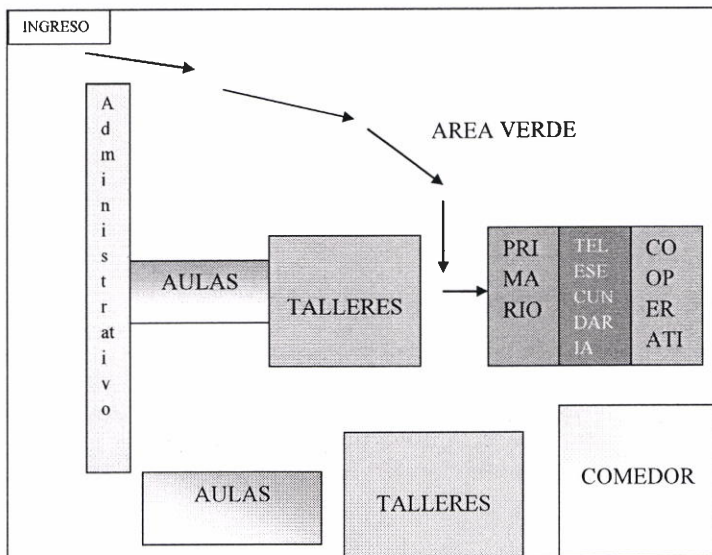 INGRESO
A
d
m
i
n
i
s
t
r
at
i
v
o
AREA VERDE
AULAS
TALLERES
PRI
MA
RIO
TEL
ESE
CUN
DAR
IA
CO
OP
ER
ATI
AULAS
TALLERES
COMEDOR